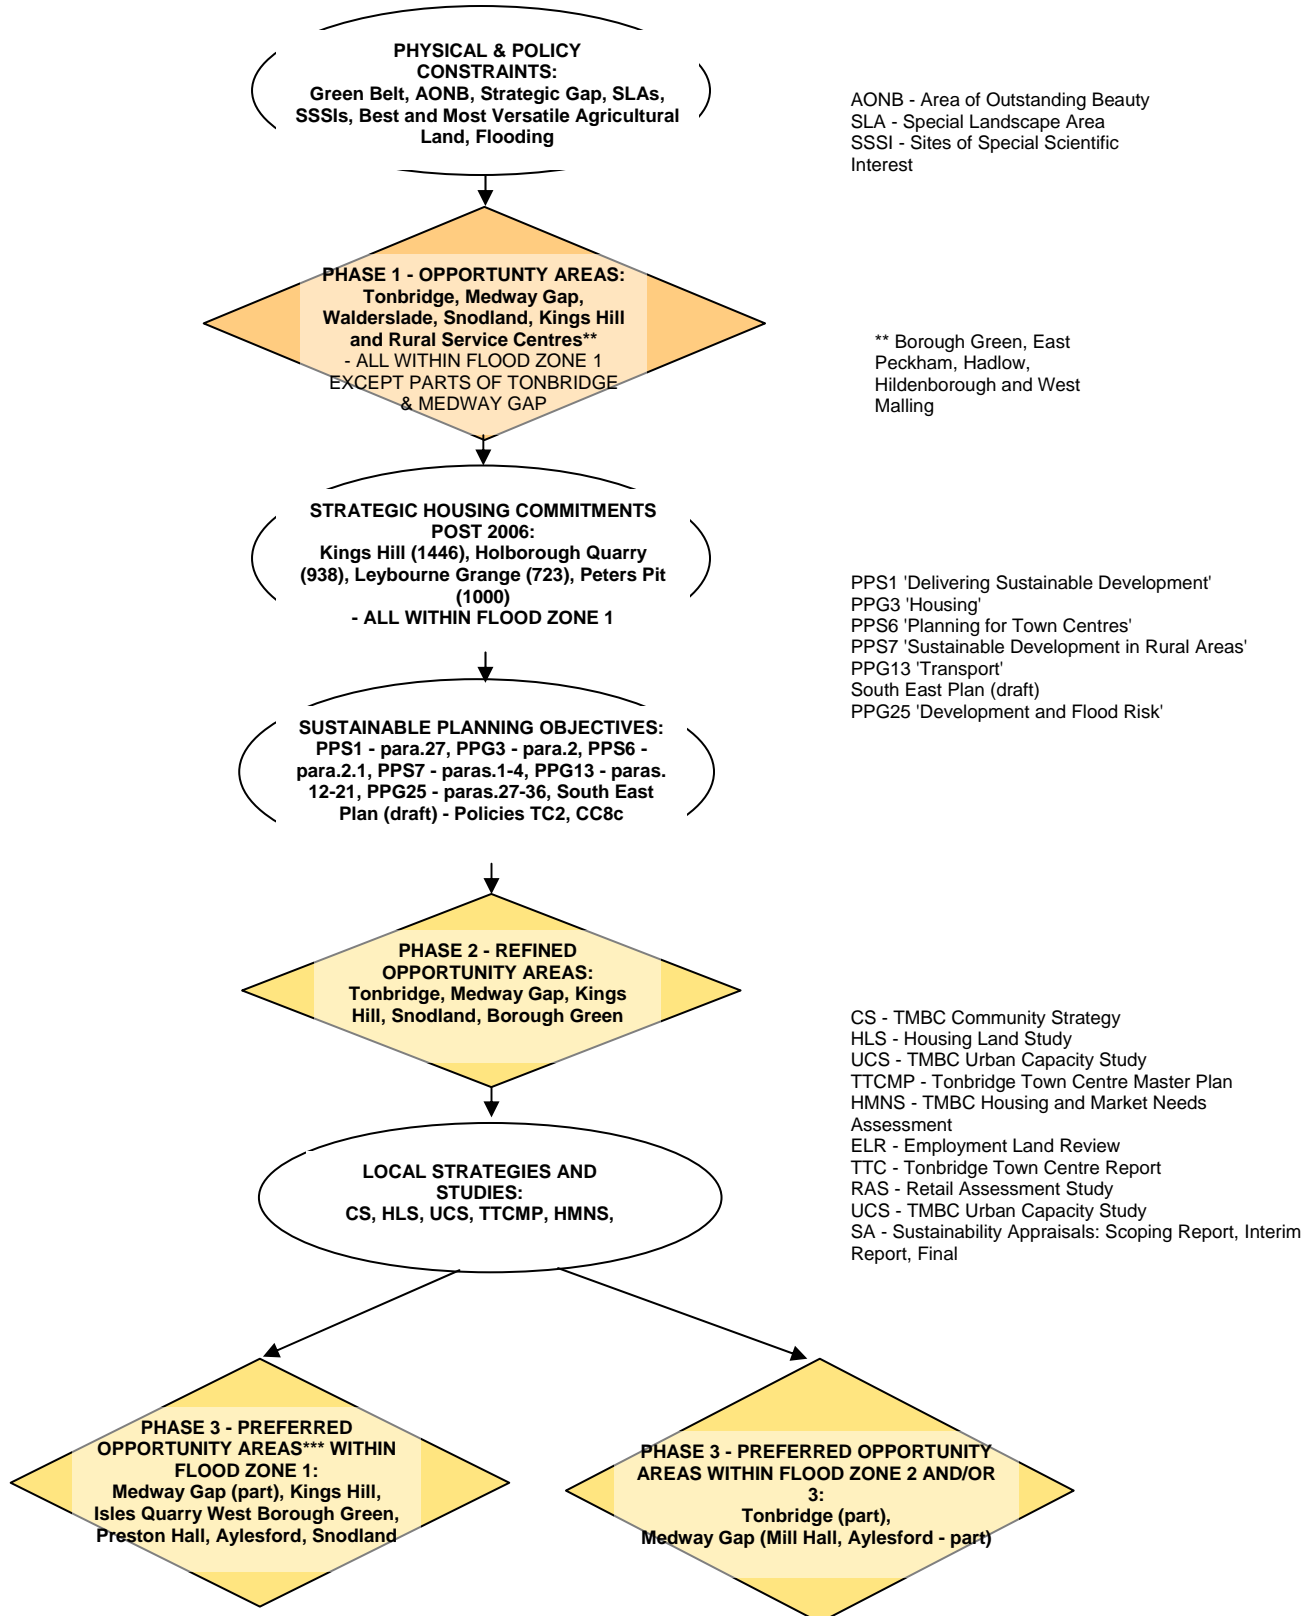 PHYSICAL & POLICY
CONSTRAINTS:
Green Belt, AONB, Strategic Gap, SLAs,
SSSIs, Best and Most Versatile Agricultural
Land, Flooding
AONB - Area of Outstanding Beauty
SLA - Special Landscape Area
SSSI - Sites of Special Scientific
Interest
PHASE 1 - OPPORTUNTY AREAS:
Tonbridge, Medway Gap,
Walderslade, Snodland, Kings Hill
and Rural Service Centres**
- ALL WITHIN FLOOD ZONE 1
EXCEPT PARTS OF TONBRIDGE
& MEDWAY GAP
** Borough Green, East
Peckham, Hadlow,
Hildenborough and West
Malling
STRATEGIC HOUSING COMMITMENTS
POST 2006:
Kings Hill (1446), Holborough Quarry
(938), Leybourne Grange (723), Peters Pit
(1000)
- ALL WITHIN FLOOD ZONE 1
PPS1 'Delivering Sustainable Development'
PPG3 'Housing'
PPS6 'Planning for Town Centres'
PPS7 'Sustainable Development in Rural Areas'
PPG13 'Transport'
South East Plan (draft)
PPG25 'Development and Flood Risk'
SUSTAINABLE PLANNING OBJECTIVES:
PPS1 - para.27, PPG3 - para.2, PPS6 -
para.2.1, PPS7 - paras.1-4, PPG13 - paras.
12-21, PPG25 - paras.27-36, South East
Plan (draft) - Policies TC2, CC8c
PHASE 2 - REFINED
OPPORTUNITY AREAS:
Tonbridge, Medway Gap, Kings
Hill, Snodland, Borough Green
CS - TMBC Community Strategy
HLS - Housing Land Study
UCS - TMBC Urban Capacity Study
TTCMP - Tonbridge Town Centre Master Plan
HMNS - TMBC Housing and Market Needs
Assessment
ELR - Employment Land Review
TTC - Tonbridge Town Centre Report
RAS - Retail Assessment Study
UCS - TMBC Urban Capacity Study
SA - Sustainability Appraisals: Scoping Report, Interim
Report, Final
LOCAL STRATEGIES AND
STUDIES:
CS, HLS, UCS, TTCMP, HMNS,
PHASE 3 - PREFERRED
OPPORTUNITY AREAS*** WITHIN
FLOOD ZONE 1:
Medway Gap (part), Kings Hill,
Isles Quarry West Borough Green,
Preston Hall, Aylesford, Snodland
PHASE 3 - PREFERRED OPPORTUNITY
AREAS WITHIN FLOOD ZONE 2 AND/OR
3:
Tonbridge (part),
Medway Gap (Mill Hall, Aylesford - part)